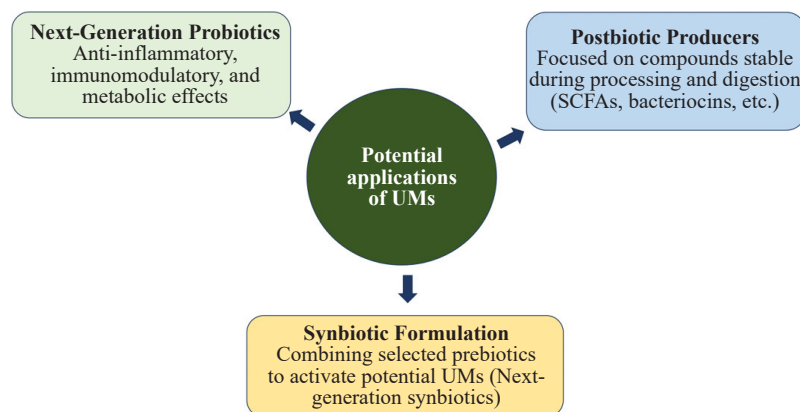 Next-Generation Probiotics
Anti-inflammatory,
immunomodulatory, and
metabolic effects
Postbiotic Producers
Focused on compounds stable
during processing and digestion
(SCFAs, bacteriocins, etc.)
Potential
applications
of UMs
Synbiotic Formulation
Combining selected prebiotics
to activate potential UMs (Next-
generation synbiotics)